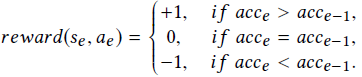 +1, if acc_e > acc_{e−1},
reward(s_e, a_e) = { 0, if acc_e = acc_{e−1},
−1, if acc_e < acc_{e−1}.